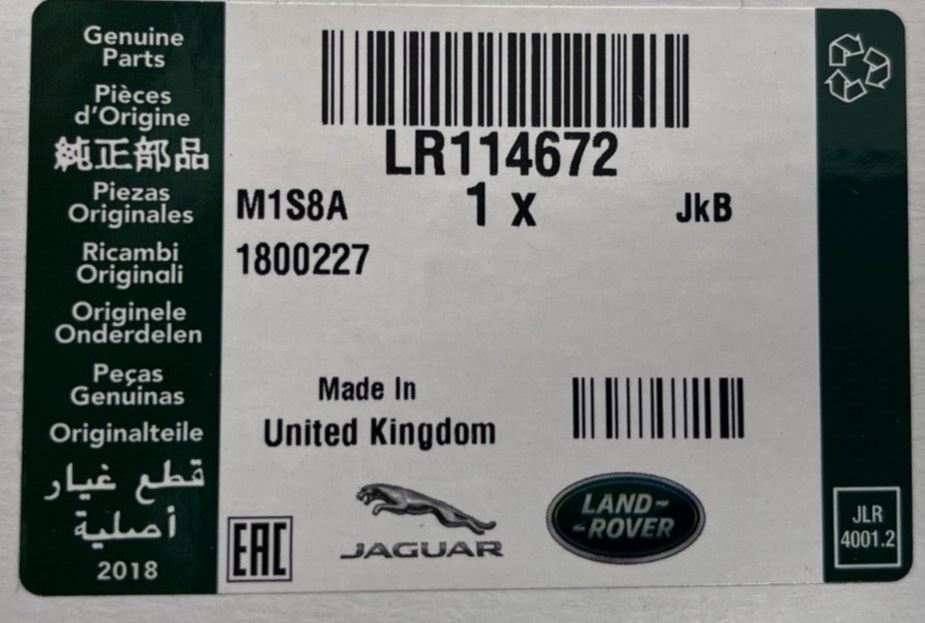 Genuine
Parts
Pièces
d'Origine
純正部品
Piezas
Originales
Ricambi
Originali
Originele
Onderdelen
Peças
Genuinas
Originalteile
قطع غيار
أصلية
2018
LR114672
M1S8A
1 x
JkB
1800227
Made In
United Kingdom
EAC
JAGUAR
LAND-
-ROVER
JLR
4001.2